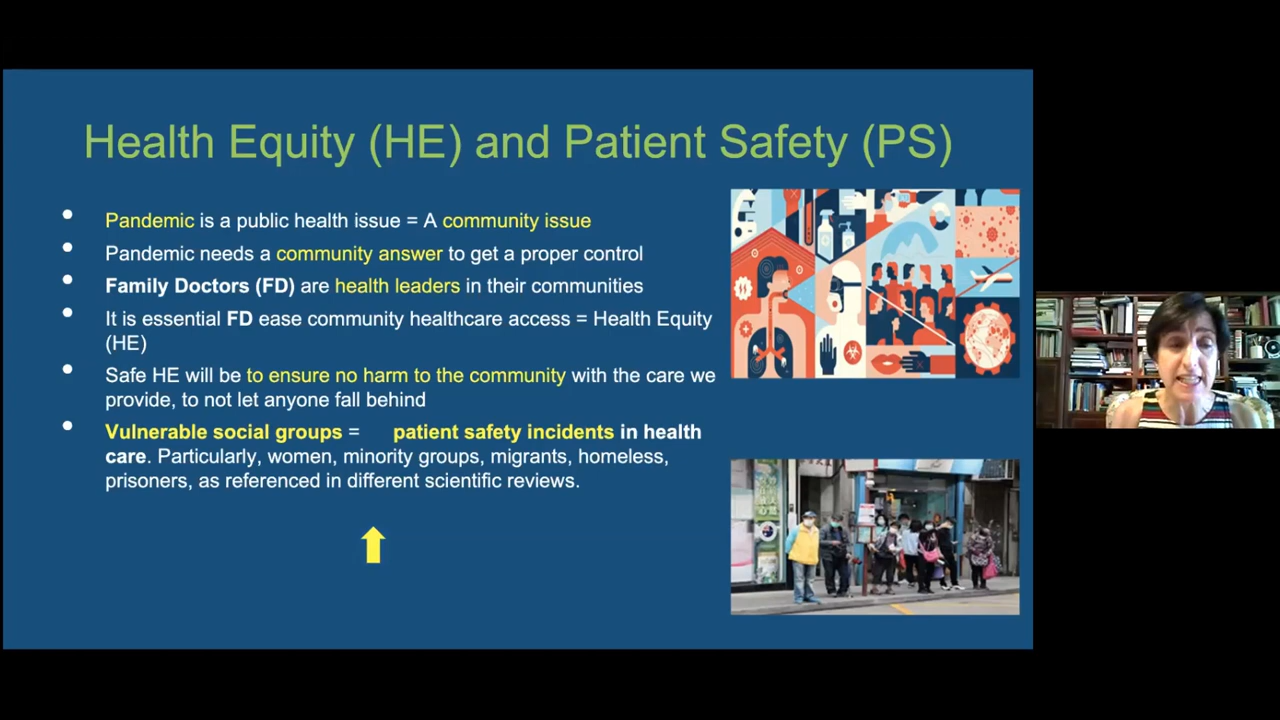 Health Equity (HE) and Patient Safety (PS)
Pandemic is a public health issue = A community issue
Pandemic needs a community answer to get a proper control
Family Doctors (FD) are health leaders in their communities
It is essential FD ease community healthcare access = Health Equity
(HE)
Safe HE will be to ensure no harm to the community with the care we
provide, to not let anyone fall behind
Vulnerable social groups = patient safety incidents in health
care. Particularly, women, minority groups, migrants, homeless,
prisoners, as referenced in different scientific reviews.